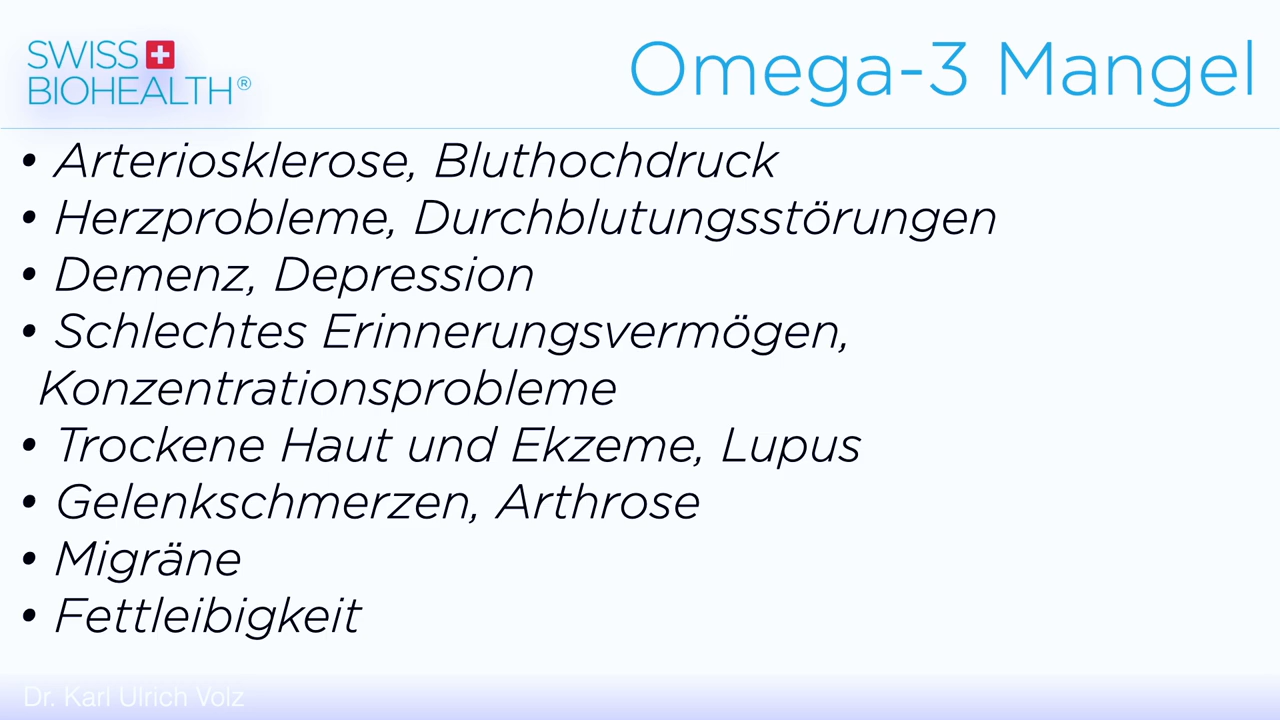 SWISS
BIOHEALTH®
Omega-3 Mangel
• Arteriosklerose, Bluthochdruck
• Herzprobleme, Durchblutungsstörungen
• Demenz, Depression
• Schlechtes Erinnerungsvermögen,
Konzentrationsprobleme
• Trockene Haut und Ekzeme, Lupus
• Gelenkschmerzen, Arthrose
• Migräne
• Fettleibigkeit
Dr. Karl Ulrich Volz